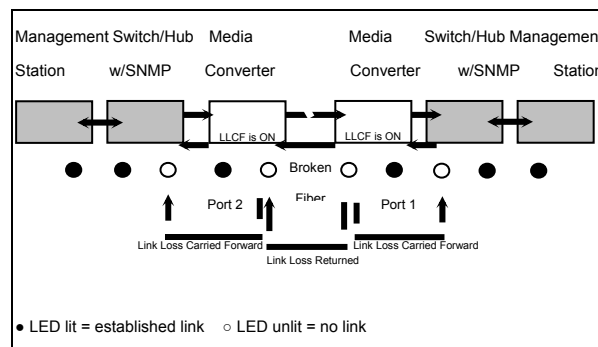 Management Switch/Hub Media Media Switch/Hub Management
Station w/SNMP Converter Converter w/SNMP Station
LLCF is ON LLCF is ON
Broken
Fiber
Port 2 Port 1
Link Loss Carried Forward Link Loss Carried Forward
Link Loss Returned
● LED lit = established link ○ LED unlit = no link